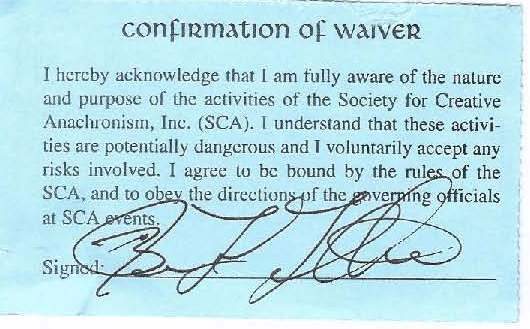 CONFIRMATION OF WAIVER
I hereby acknowledge that I am fully aware of the nature
and purpose of the activities of the Society for Creative
Anachronism, Inc. (SCA). I understand that these activi-
ties are potentially dangerous and I voluntarily accept any
risks involved. I agree to be bound by the rules of the
SCA, and to obey the directions of the governing officials
at SCA events.
Signed: